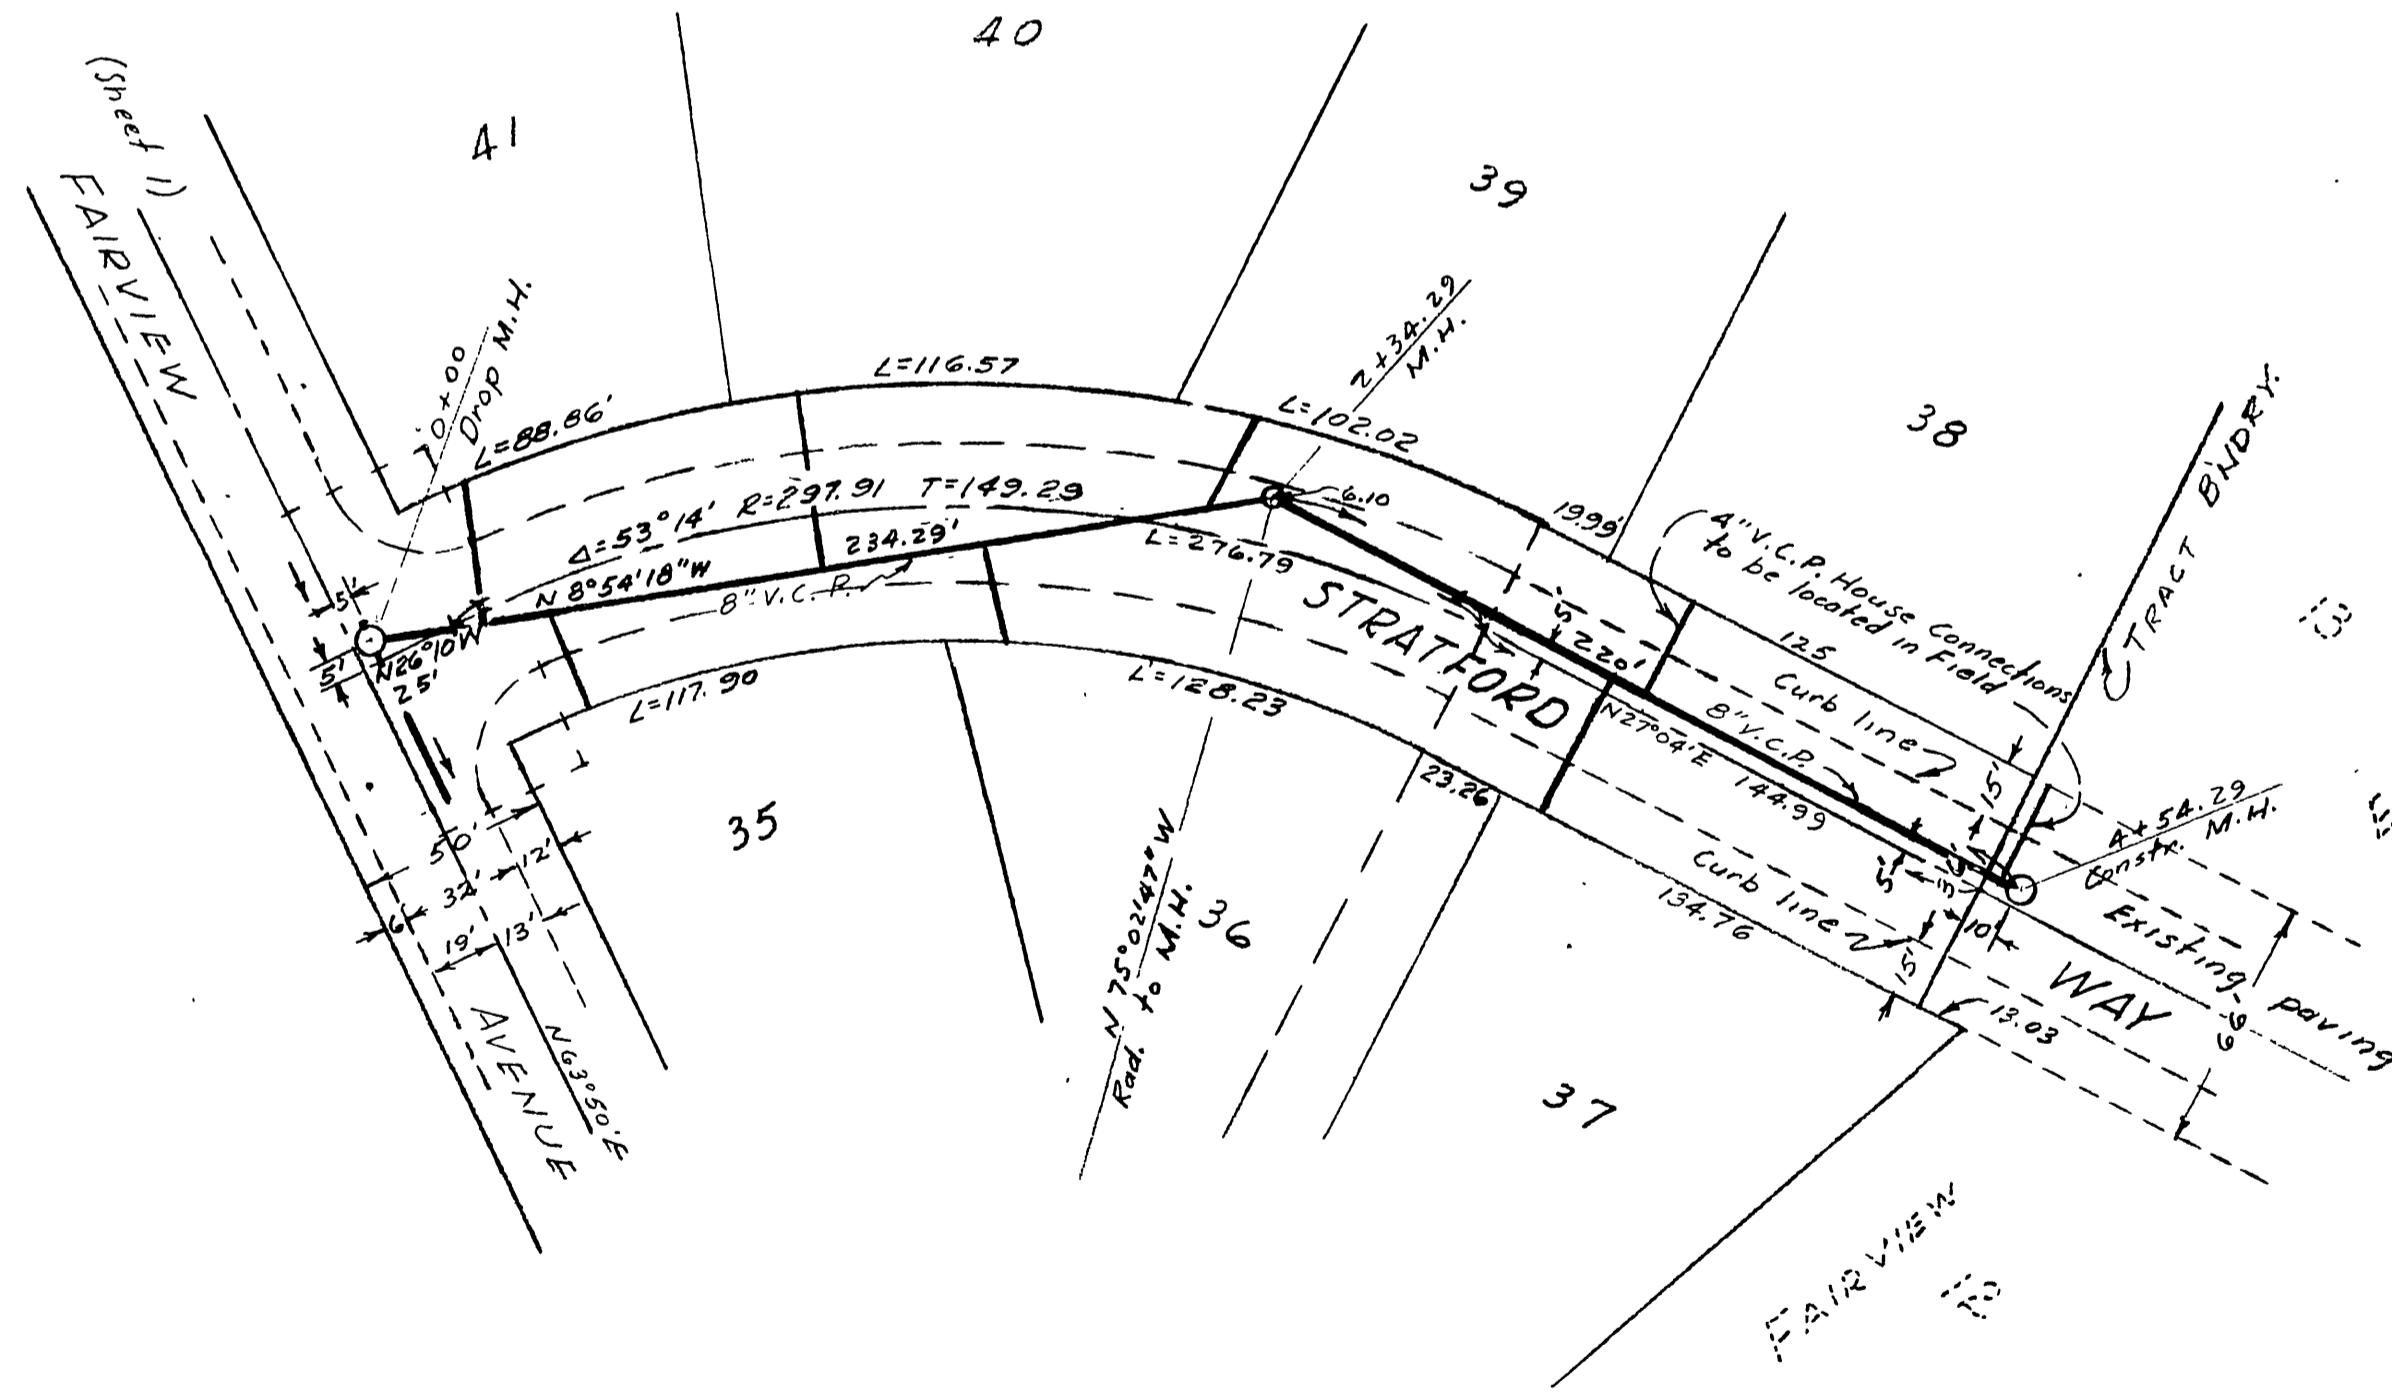 40
41
(Sheet 1)
FAIRVIEW
39
0+00
Drop M.H.
2+34.29
M.H.
L=116.57
L=88.86'
L=102.02
38
TRACT BNDRY.
6.10
R=297.91 T=149.29
Δ=53°14'
19.99'
4" V.C.P. House Connections
to be located in Field
234.29'
L=276.79
N 8°54'18" W
8" V.C.P.
STRATFORD
13
5'
5'
N26°10'W
25'
5'
220'
125
Curb line
L=117.90
L=128.23
8" V.C.P.
N27°04'E 144.99
15'
35
23.26
4+54.29
Constr. M.H.
50'
12'
32'
6'
19'
13'
N 75°02'47" W
Rad. to M.H.
36
Curb line
134.76
5'
10'
15'
Existing paving
WAY
13.03
66
AVENUE
N63°50'E
37
FAIRVIEW
12